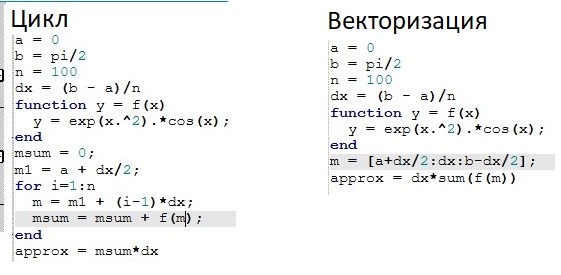 Цикл
a = 0
b = pi/2
n = 100
dx = (b - a)/n
function y = f(x)
  y = exp(x.^2).*cos(x);
end
msum = 0;
m1 = a + dx/2;
for i=1:n
  m = m1 + (i-1)*dx;
  msum = msum + f(m);
end
approx = msum*dx
Векторизация
a = 0
b = pi/2
n = 100
dx = (b - a)/n
function y = f(x)
  y = exp(x.^2).*cos(x);
end
m = [a+dx/2:dx:b-dx/2];
approx = dx*sum(f(m))